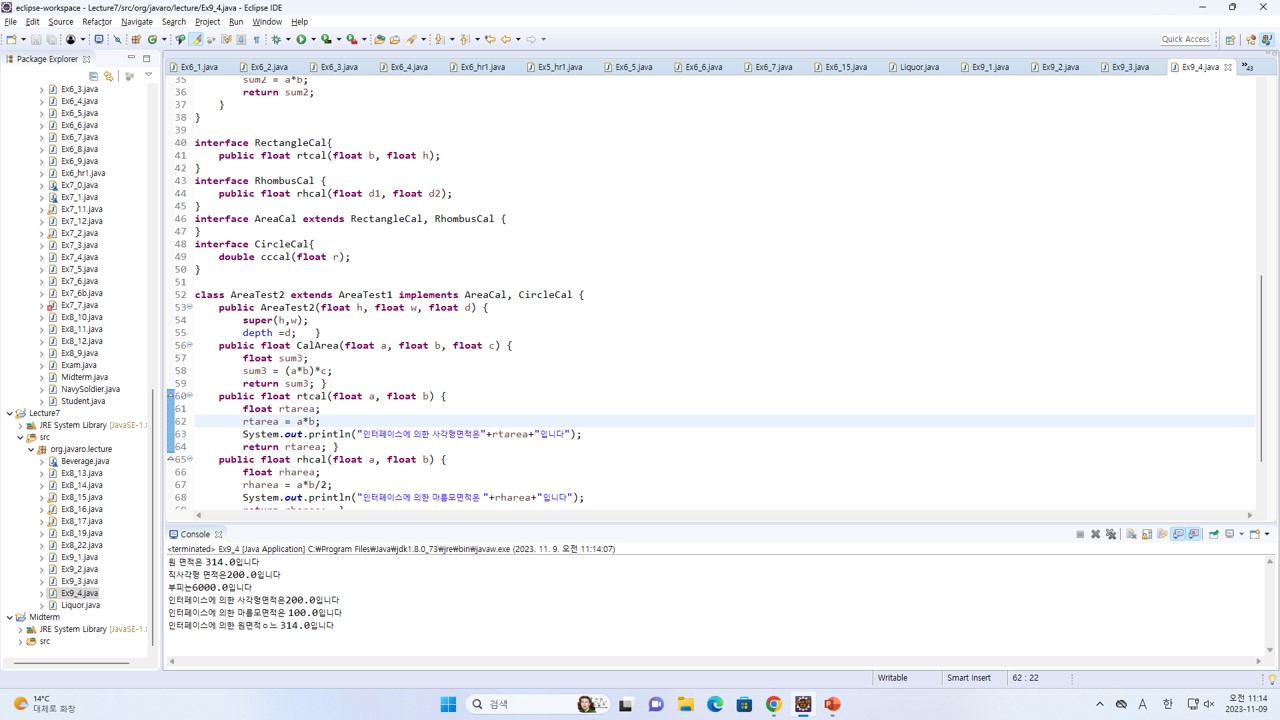 eclipse-workspace - Lecture7/src/org/javaro/lecture/Ex9_4.java - Eclipse IDE
File Edit Source Refactor Navigate Search Project Run Window Help
Quick Access
Package Explorer
Ex6_3.java
Ex6_4.java
Ex6_5.java
Ex6_6.java
Ex6_8.java
Ex6_9.java
Ex6_hr1.java
Ex7_0.java
Ex7_1.java
Ex7_11.java
Ex7_12.java
Ex7_2.java
Ex7_3.java
Ex7_4.java
Ex7_5.java
Ex7_6.java
Ex7_6b.java
Ex7_7.java
Ex8_10.java
Ex8_11.java
Ex8_12.java
Ex8_9.java
Exam.java
Midterm.java
NavySoldier.java
Student.java
Lecture7
JRE System Library [JavaSE-1.
src
org.javaro.lecture
Beverage.java
Ex8_13.java
Ex8_14.java
Ex8_15.java
Ex8_16.java
Ex8_17.java
Ex8_19.java
Ex8_22.java
Ex9_1.java
Ex9_2.java
Ex9_3.java
Ex9_4.java
Liquor.java
Midterm
JRE System Library [JavaSE-1.
src
Ex6_1.java Ex6_2.java Ex6_3.java Ex6_4.java Ex6_hr1.java Ex5_hr1.java Ex6_5.java Ex6_6.java Ex6_7.java Ex6_15.java Liquor.java Ex9_1.java Ex9_2.java Ex9_3.java Ex9_4.java »43
35 sum2 = a*b;
36 return sum2;
37 }
38 }
39
40 interface RectangleCal{
41 public float rtcal(float b, float h);
42 }
43 interface RhombusCal {
44 public float rhcal(float d1, float d2);
45 }
46 interface AreaCal extends RectangleCal, RhombusCal {
47 }
48 interface CircleCal{
49 double cccal(float r);
50 }
51
52 class AreaTest2 extends AreaTest1 implements AreaCal, CircleCal {
53 public AreaTest2(float h, float w, float d) {
54 super(h,w);
55 depth =d; }
56 public float CalArea(float a, float b, float c) {
57 float sum3;
58 sum3 = (a*b)*c;
59 return sum3; }
60 public float rtcal(float a, float b) {
61 float rtarea;
62 rtarea = a*b;
63 System.out.println("인터페이스에 의한 사각형면적은"+rtarea+"입니다");
64 return rtarea; }
65 public float rhcal(float a, float b) {
66 float rharea;
67 rharea = a*b/2;
68 System.out.println("인터페이스에 의한 마름모면적은 "+rharea+"입니다");
Console
<terminated> Ex9_4 [Java Application] C:₩Program Files₩Java₩jdk1.8.0_73₩jre₩bin₩javaw.exe (2023. 11. 9. 오전 11:14:07)
원 면적은 314.0입니다
직사각형 면적은200.0입니다
부피는6000.0입니다
인터페이스에 의한 사각형면적은200.0입니다
인터페이스에 의한 마름모면적은 100.0입니다
인터페이스에 의한 원면적ㅇ느 314.0입니다
Writable Smart Insert 62 : 22
14°C
대체로 화창
검색
A 한
오전 11:14
2023-11-09